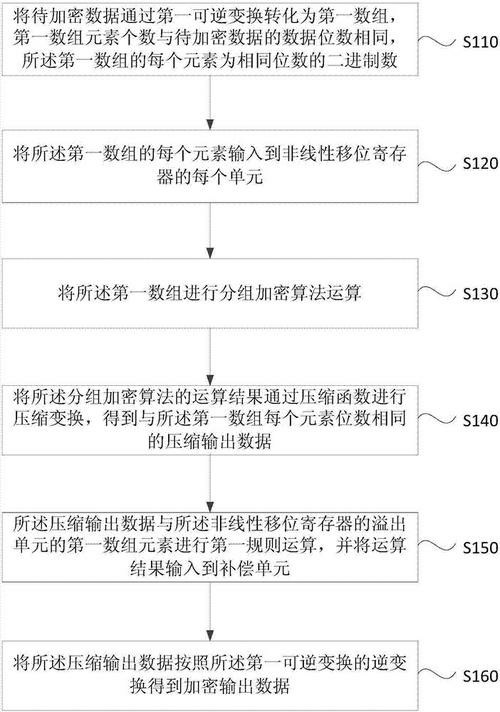 将待加密数据通过第一可逆变换转化为第一数组，
第一数组元素个数与待加密数据的数据位数相同，
所述第一数组的每个元素为相同位数的二进制数
S110
将所述第一数组的每个元素输入到非线性移位寄存
器的每个单元
S120
将所述第一数组进行分组加密算法运算
S130
将所述分组加密算法的运算结果通过压缩函数进行
压缩变换，得到与所述第一数组每个元素位数相同
的压缩输出数据
S140
所述压缩输出数据与所述非线性移位寄存器的溢出
单元的第一数组元素进行第一规则运算，并将运算
结果输入到补偿单元
S150
将所述压缩输出数据按照所述第一可逆变换的逆变
换得到加密输出数据
S160